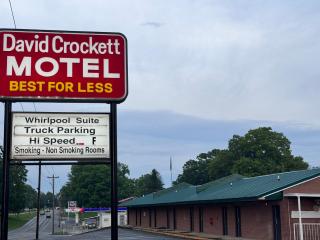 David Crockett
MOTEL
BEST FOR LESS
Whirlpool Suite
Truck Parking
Hi Speed F
Smoking - Non Smoking Rooms